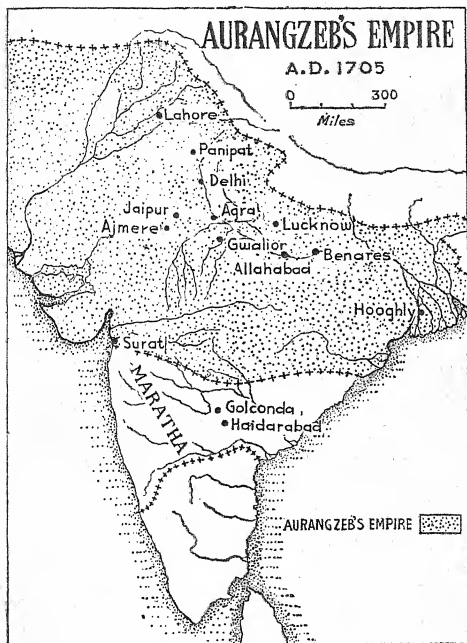 AURANGZEB'S EMPIRE
A.D. 1705
0 300
Miles
Lahore
Panipat
Delhi
Jaipur
Agra
Lucknow
Ajmere
Gwalior
Allahabad
Benares
Hooghly
Surat
MARATHA
Golconda,
Haidarabad
AURANGZEB'S EMPIRE